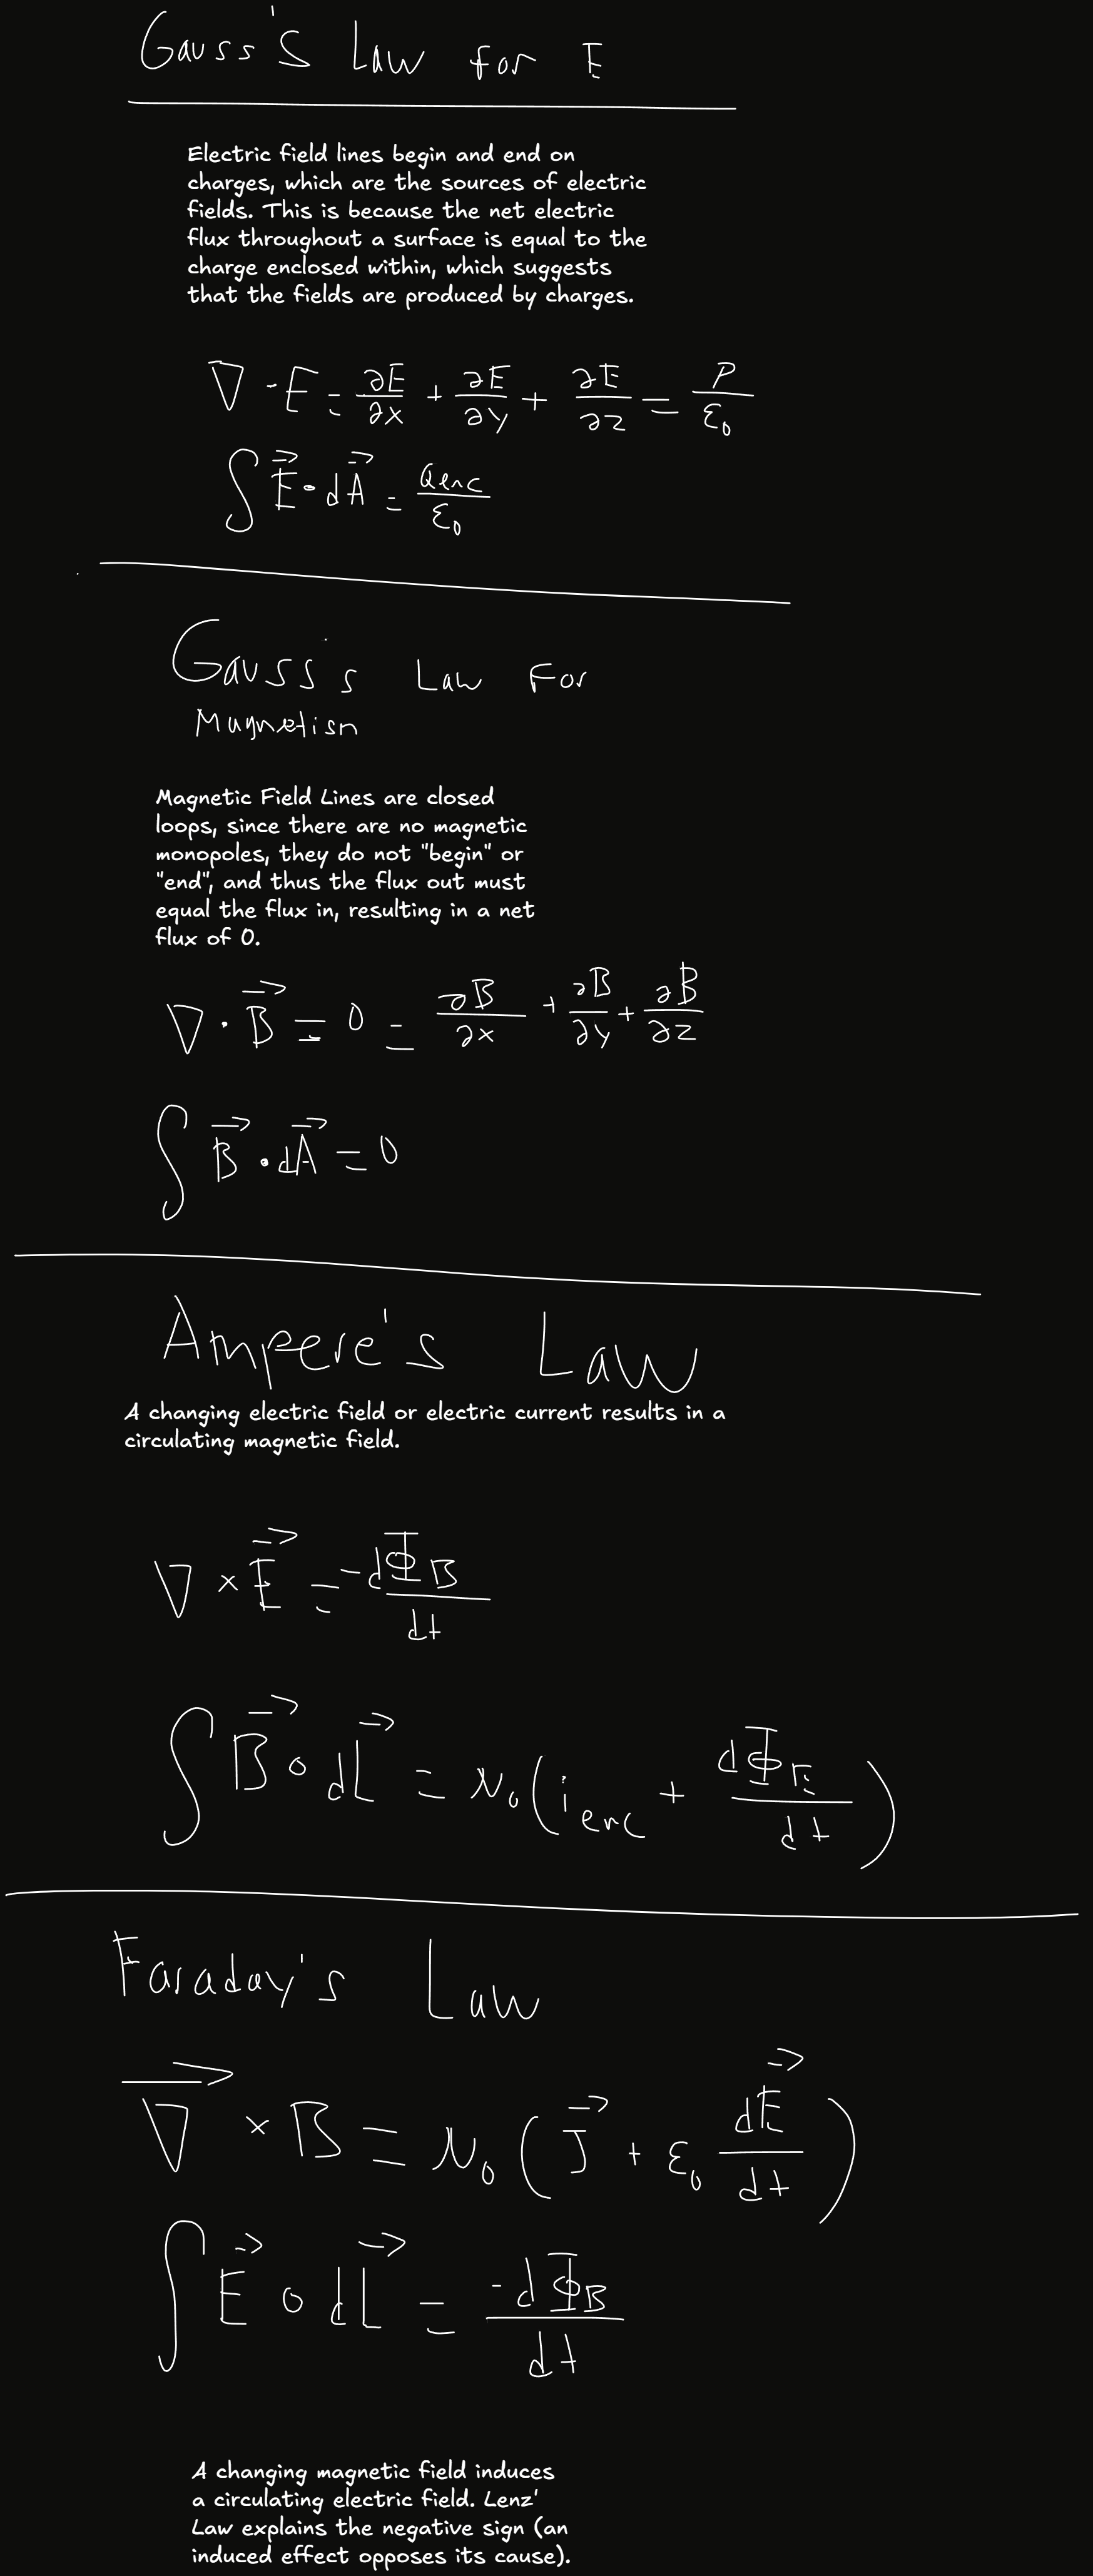 Gauss's Law for E
Electric field lines begin and end on
charges, which are the sources of electric
fields. This is because the net electric
flux throughout a surface is equal to the
charge enclosed within, which suggests
that the fields are produced by charges.
∇ · E = ∂E/∂x + ∂E/∂y + ∂E/∂z = ρ/ε₀
∫ E⃗ · dA⃗ = Qenc/ε₀
Gauss's Law For
Magnetism
Magnetic Field Lines are closed
loops, since there are no magnetic
monopoles, they do not "begin" or
"end", and thus the flux out must
equal the flux in, resulting in a net
flux of 0.
∇ · B⃗ = 0 = ∂B/∂x + ∂B/∂y + ∂B/∂z
∫ B⃗ · dA⃗ = 0
Ampere's Law
A changing electric field or electric current results in a
circulating magnetic field.
∇ × E⃗ = -dΦB/dt
∫ B⃗ ∘ dL⃗ = μ₀(ienc + dΦE/dt)
Faraday's Law
∇⃗ × B = μ₀(J⃗ + ε₀ dE⃗/dt)
∫ E⃗ ∘ dL⃗ = -dΦB/dt
A changing magnetic field induces
a circulating electric field. Lenz'
Law explains the negative sign (an
induced effect opposes its cause).